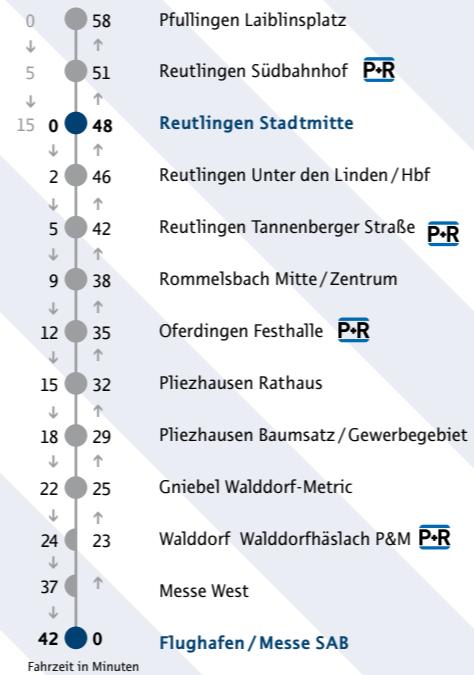 0 58 Pfullingen Laiblinsplatz
↓ ↑
5 51 Reutlingen Südbahnhof P+R
↓ ↑
15 0 48 Reutlingen Stadtmitte
↓ ↑
2 46 Reutlingen Unter den Linden / Hbf
↓ ↑
5 42 Reutlingen Tannenberger Straße P+R
↓ ↑
9 38 Rommelsbach Mitte / Zentrum
↓ ↑
12 35 Oferdingen Festhalle P+R
↓ ↑
15 32 Pliezhausen Rathaus
↓ ↑
18 29 Pliezhausen Baumsatz / Gewerbegebiet
↓ ↑
22 25 Gniebel Walddorf-Metric
↓ ↑
24 23 Walddorf Walddorfhäslach P&M P+R
↓
37 ↑ Messe West
↓
42 0 Flughafen / Messe SAB
Fahrzeit in Minuten